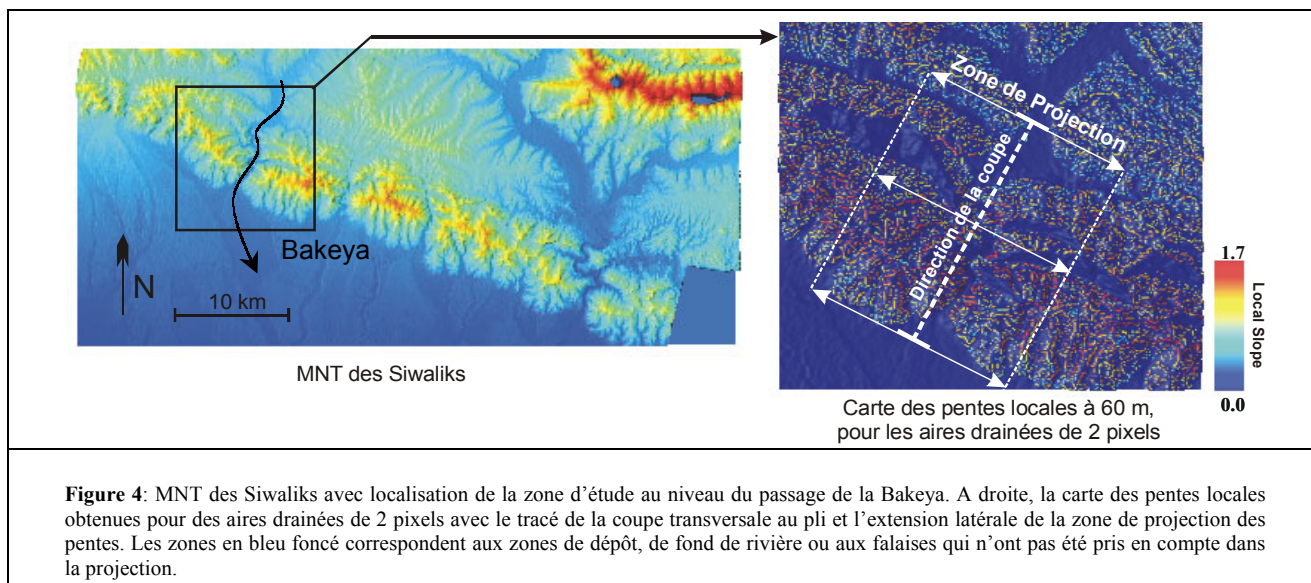 Zone de Projection
Direction de la coupe
Bakeya
N
10 km
MNT des Siwaliks
1.7
Local Slope
0.0
Carte des pentes locales à 60 m,
pour les aires drainées de 2 pixels
Figure 4: MNT des Siwaliks avec localisation de la zone d'étude au niveau du passage de la Bakeya. A droite, la carte des pentes locales
obtenues pour des aires drainées de 2 pixels avec le tracé de la coupe transversale au pli et l'extension latérale de la zone de projection des
pentes. Les zones en bleu foncé correspondent aux zones de dépôt, de fond de rivière ou aux falaises qui n'ont pas été pris en compte dans
la projection.